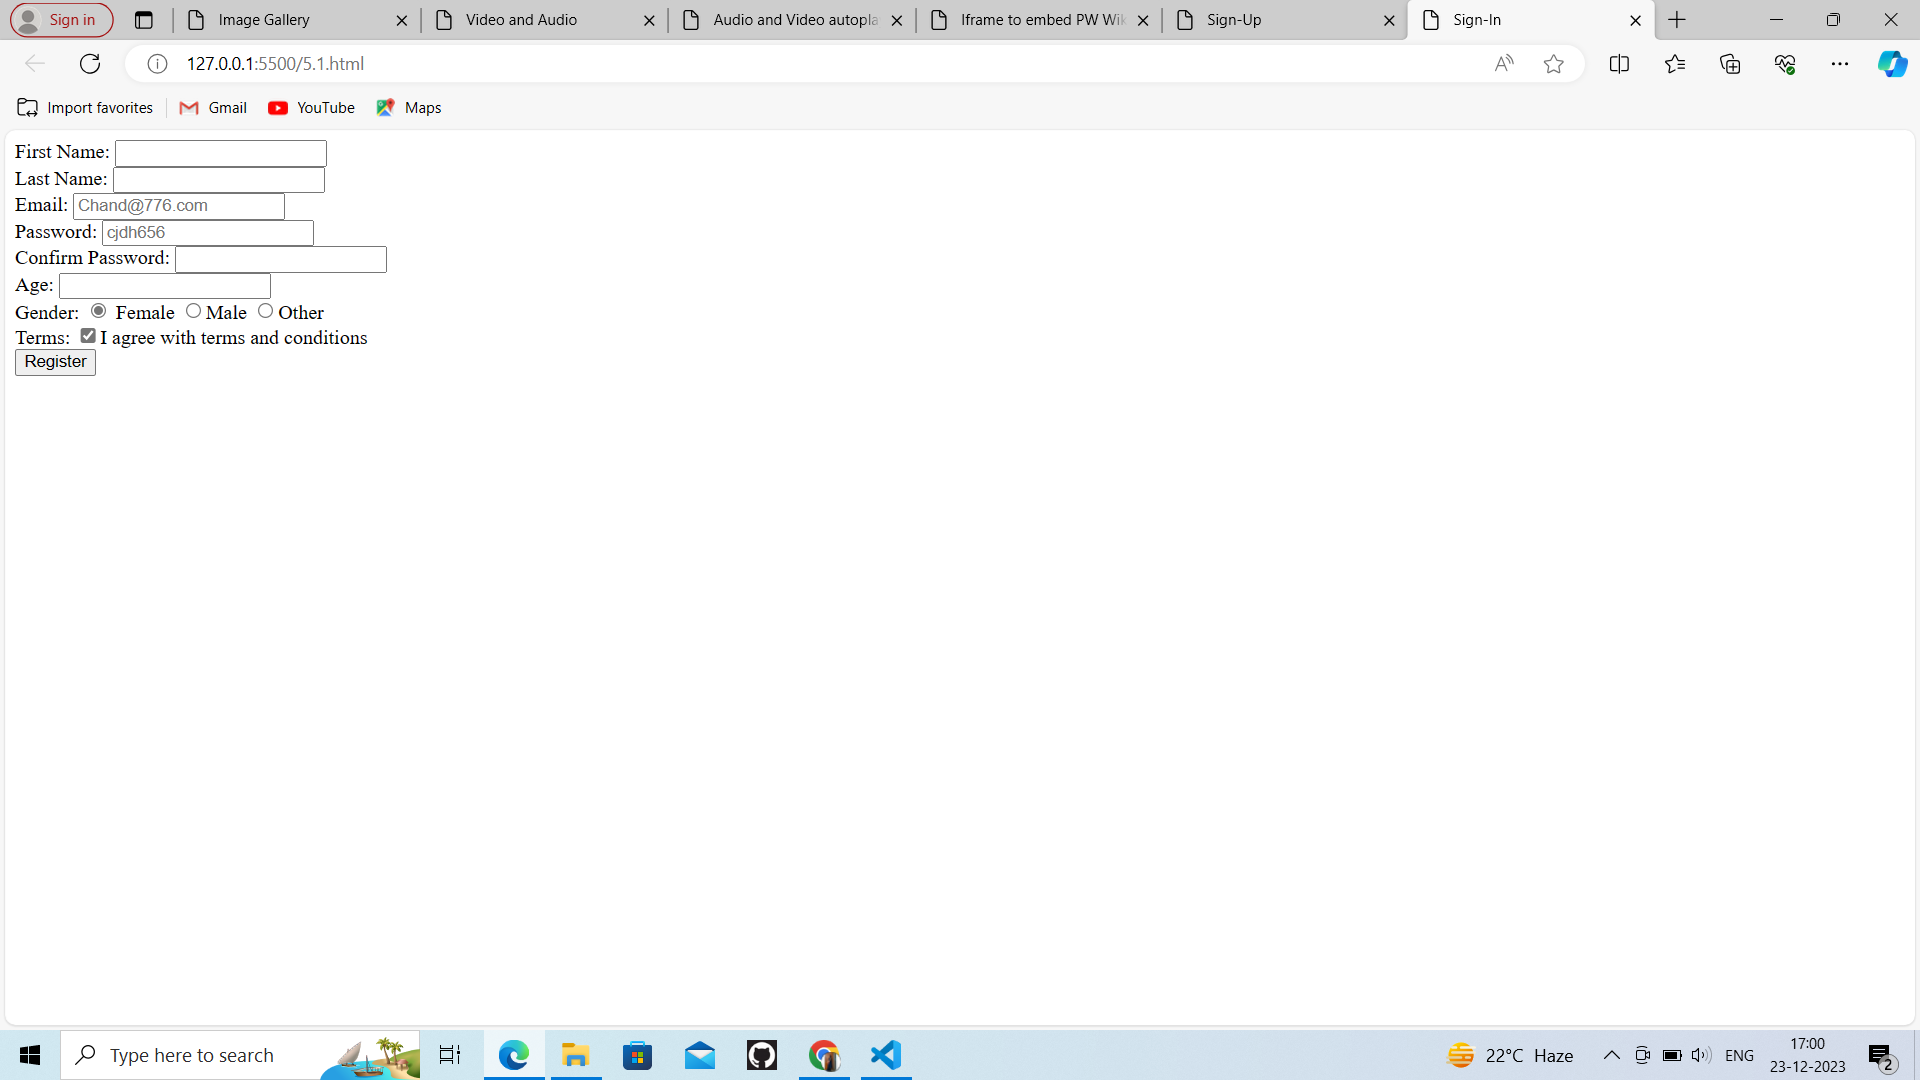 Sign in
Image Gallery
Video and Audio
Audio and Video autopla
Iframe to embed PW Wik
Sign-Up
Sign-In
127.0.0.1:5500/5.1.html
Import favorites
Gmail
YouTube
Maps
First Name:
Last Name:
Email: Chand@776.com
Password: cjdh656
Confirm Password:
Age:
Gender: Female Male Other
Terms: I agree with terms and conditions
Register
Type here to search
22°C Haze
ENG
17:00
23-12-2023
2